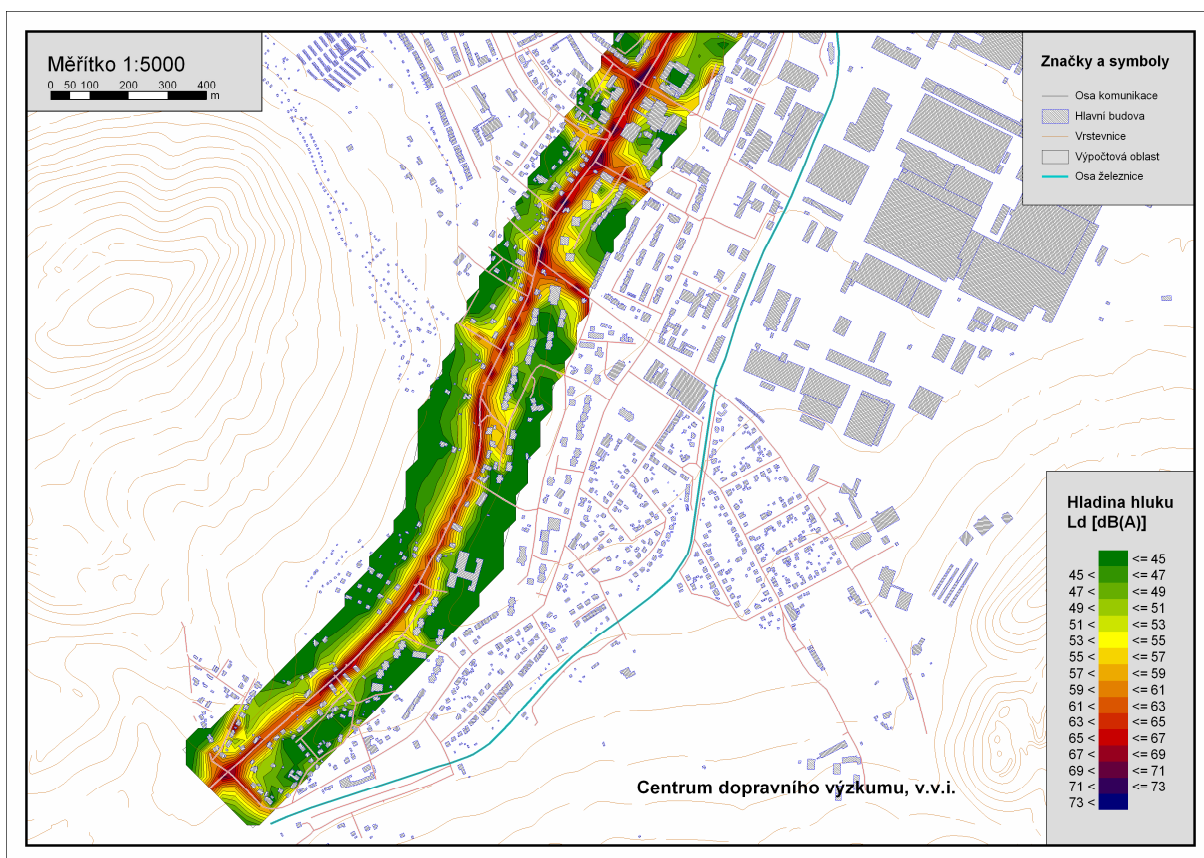 Měřítko 1:5000
0 50 100 200 300 400
m
Značky a symboly
Osa komunikace
Hlavní budova
Vrstevnice
Výpočtová oblast
Osa železnice
Hladina hluku
Ld [dB(A)]
<= 45
45 < <= 47
47 < <= 49
49 < <= 51
51 < <= 53
53 < <= 55
55 < <= 57
57 < <= 59
59 < <= 61
61 < <= 63
63 < <= 65
65 < <= 67
67 < <= 69
69 < <= 71
71 < <= 73
73 <
Centrum dopravního výzkumu, v.v.i.